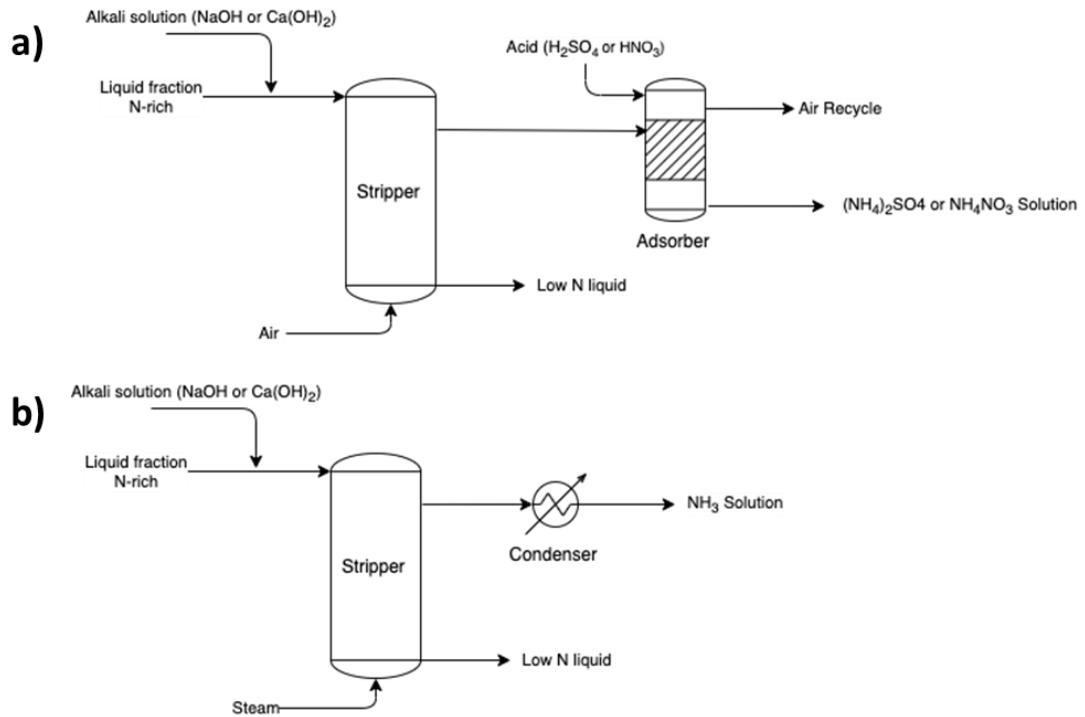 a)
Alkali solution (NaOH or Ca(OH)₂)
Liquid fraction
N-rich
Stripper
Air
Low N liquid
Acid (H₂SO₄ or HNO₃)
Air Recycle
(NH₄)₂SO4 or NH₄NO₃ Solution
Adsorber
b)
Alkali solution (NaOH or Ca(OH)₂)
Liquid fraction
N-rich
Stripper
Steam
Low N liquid
Condenser
NH₃ Solution